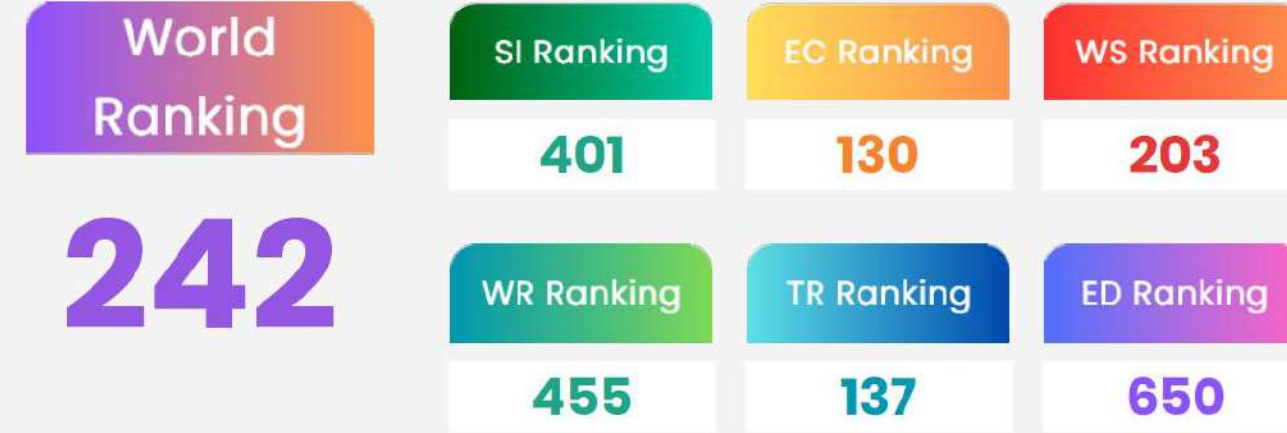 World
Ranking
242
SI Ranking
401
EC Ranking
130
WS Ranking
203
WR Ranking
455
TR Ranking
137
ED Ranking
650